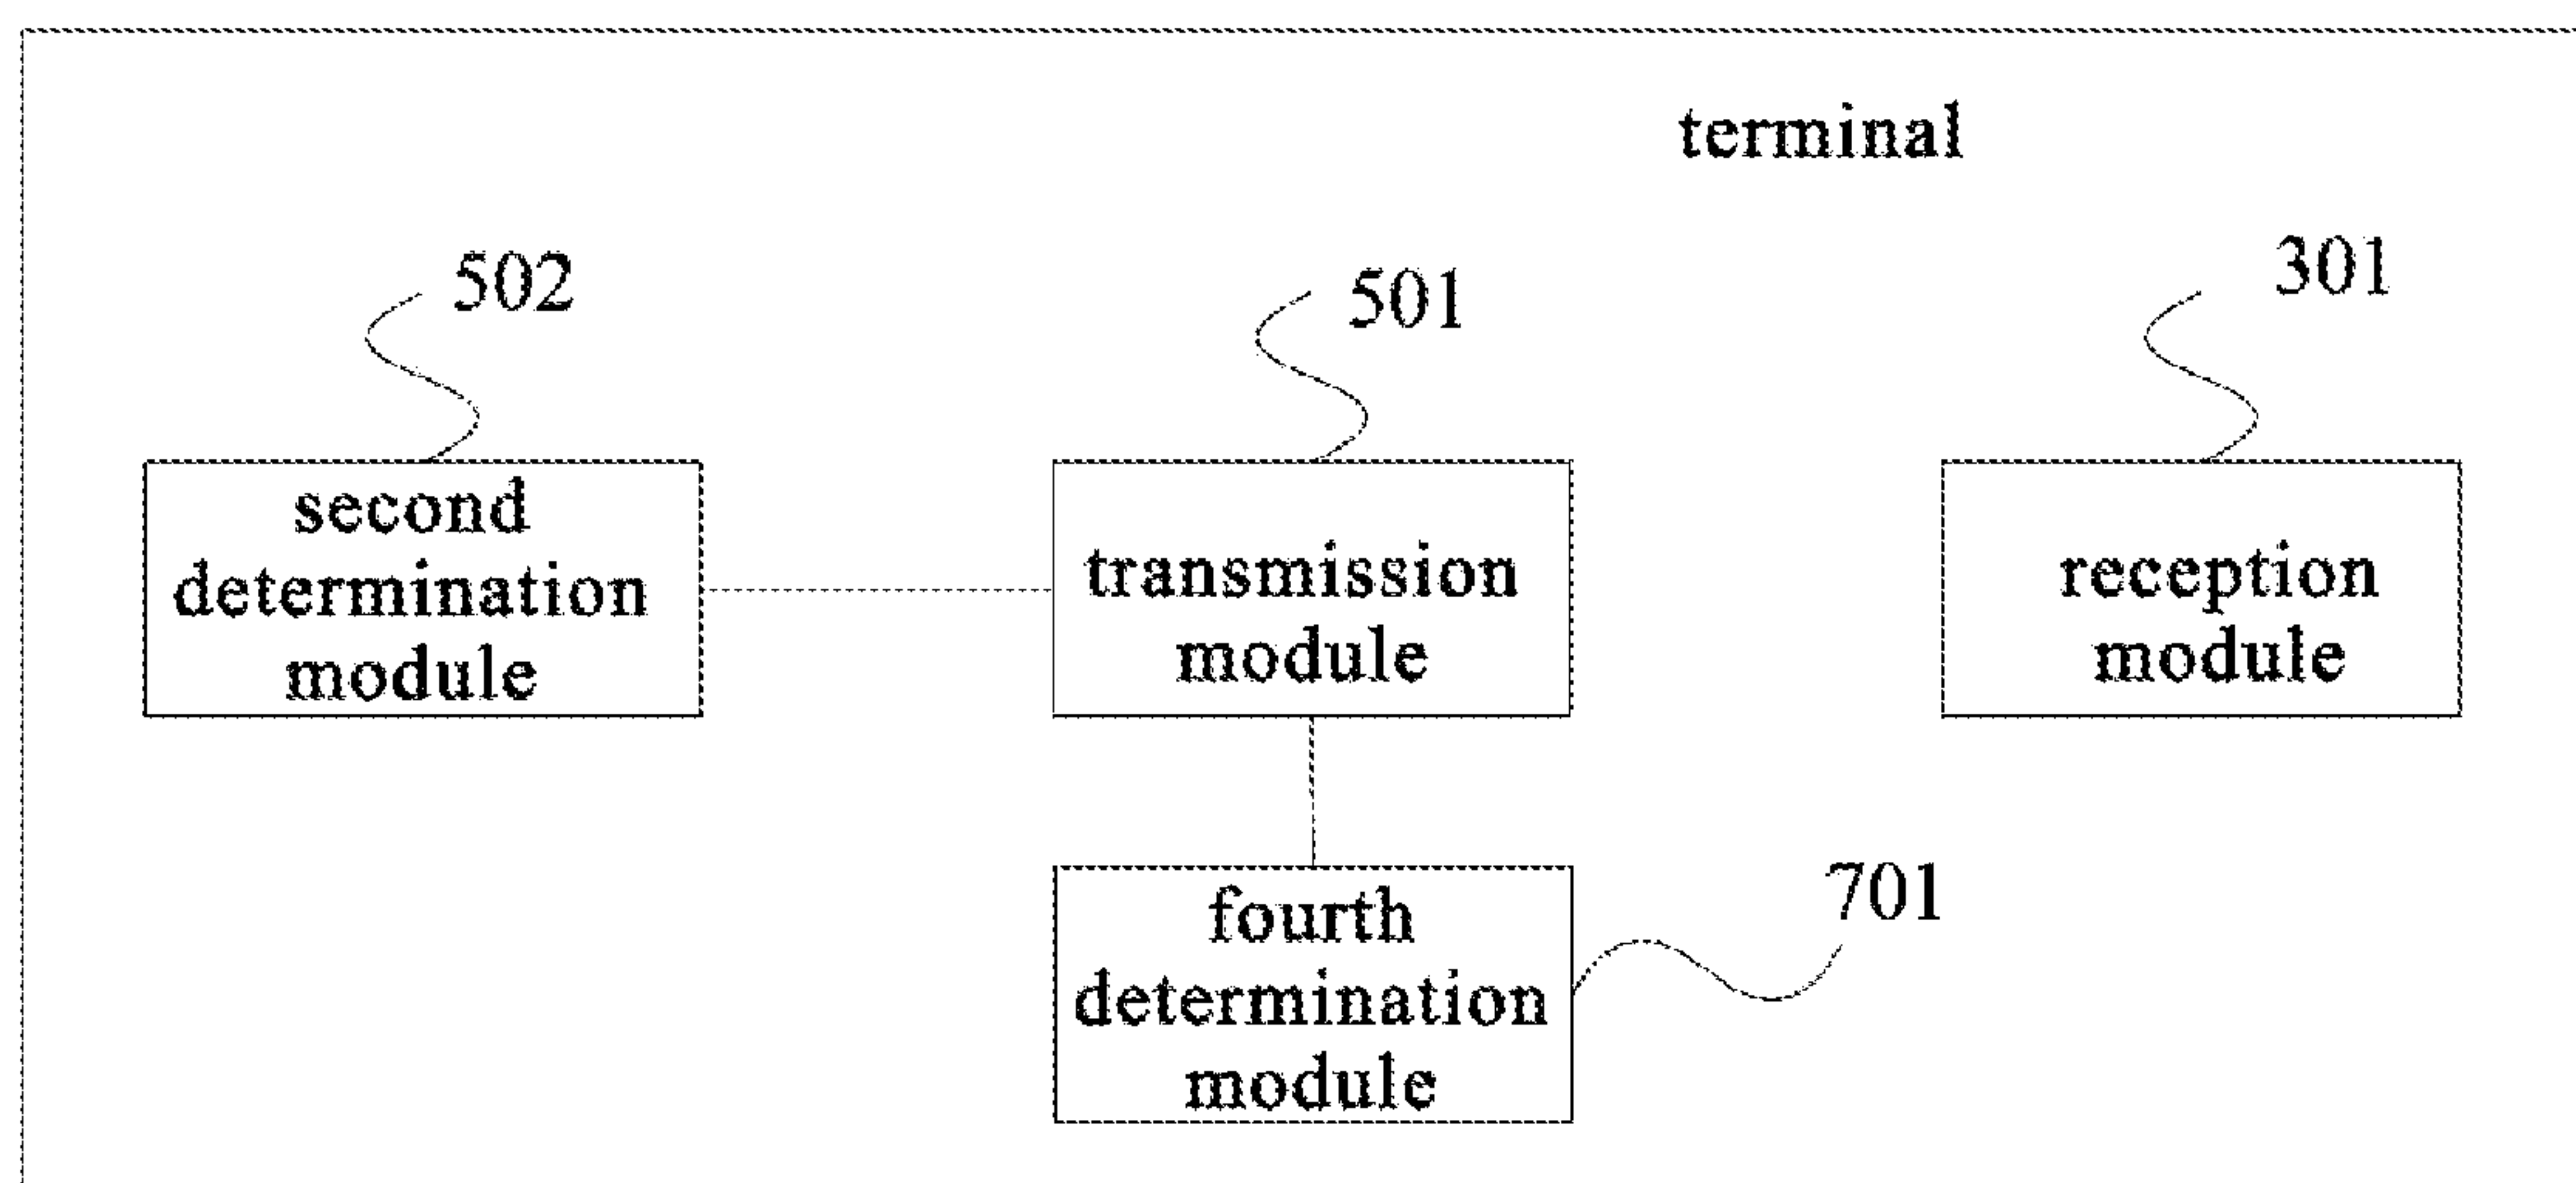 terminal
502
501
301
second
determination
module
transmission
module
reception
module
fourth
determination
module
701